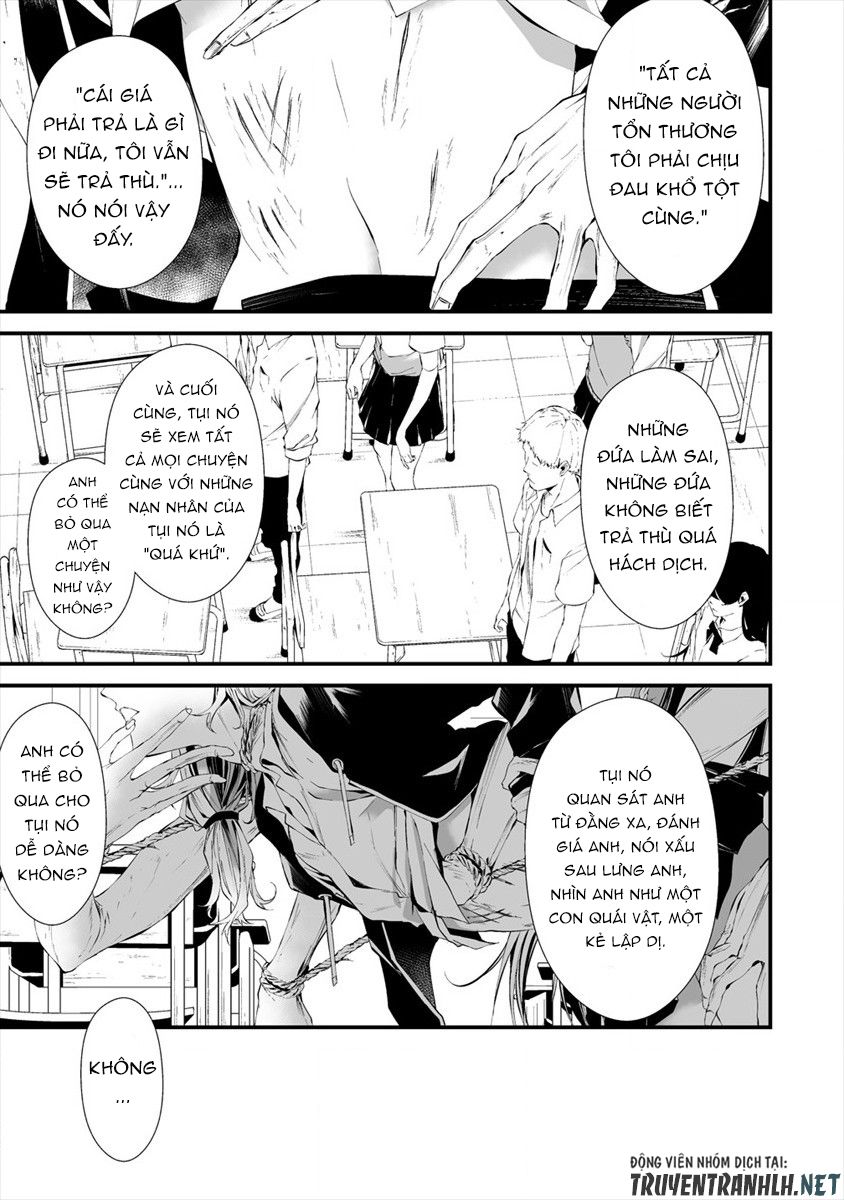 "TẤT CẢ
NHỮNG NGƯỜI
TỔN THƯƠNG
TÔI PHẢI CHỊU
ĐAU KHỔ TỘT
CÙNG."
"CÁI GIÁ
PHẢI TRẢ LÀ GÌ
ĐI NỮA, TÔI VẪN
SẼ TRẢ THÙ."...
NÓ NÓI VẬY
ĐẤY.
NHỮNG
ĐỨA LÀM SAI,
NHỮNG ĐỨA
KHÔNG BIẾT
TRẢ THÙ QUÁ
HÁCH DỊCH.
VÀ CUỐI
CÙNG, TỤI NÓ
SẼ XEM TẤT
CẢ MỌI CHUYỆN
CÙNG VỚI NHỮNG
NẠN NHÂN CỦA
TỤI NÓ LÀ
"QUÁ KHỨ".
ANH
CÓ THỂ
BỎ QUA
MỘT
CHUYỆN
NHƯ VẬY
KHÔNG?
TỤI NÓ
QUAN SÁT ANH
TỪ ĐẰNG XA, ĐÁNH
GIÁ ANH, NÓI XẤU
SAU LƯNG ANH,
NHÌN ANH NHƯ MỘT
CON QUÁI VẬT, MỘT
KẺ LẬP DỊ.
ANH CÓ
THỂ BỎ
QUA CHO
TỤI NÓ
DỄ DÀNG
KHÔNG?
KHÔNG
...
ĐỘNG VIÊN NHÓM DỊCH TẠI:
TRUYENTRANHLH.NET